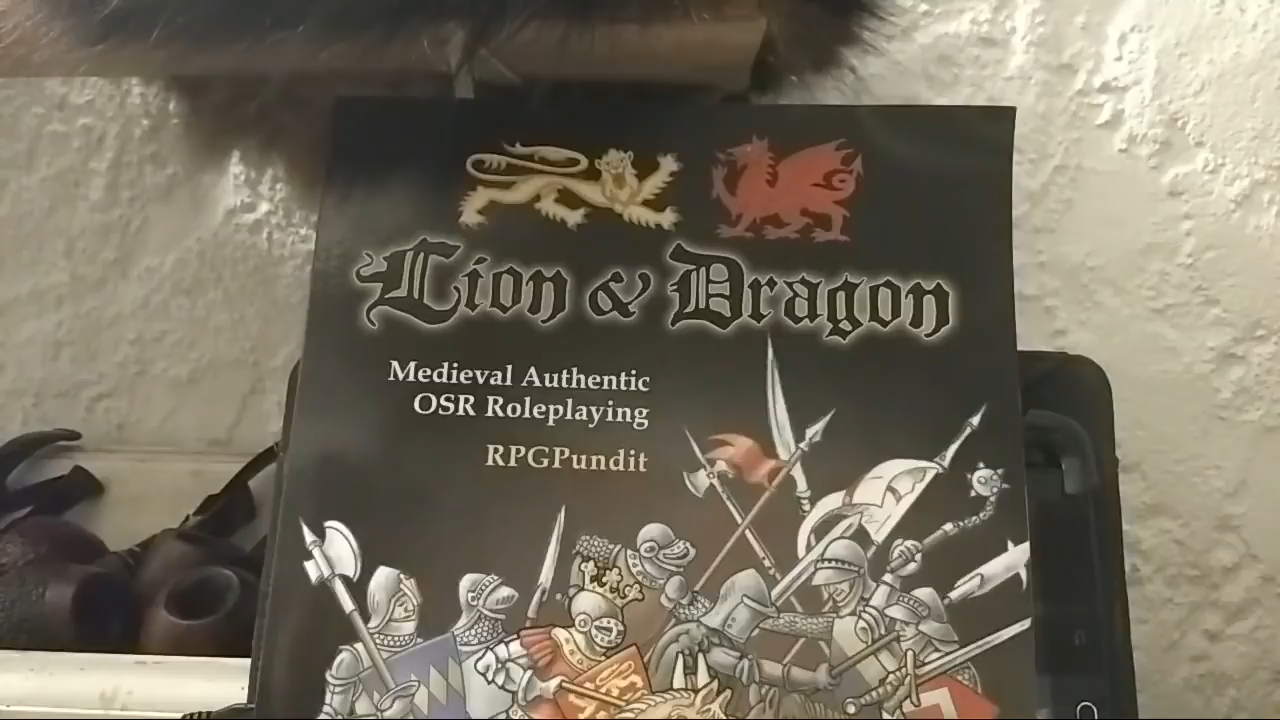 Lion & Dragon
Medieval Authentic
OSR Roleplaying
RPGPundit